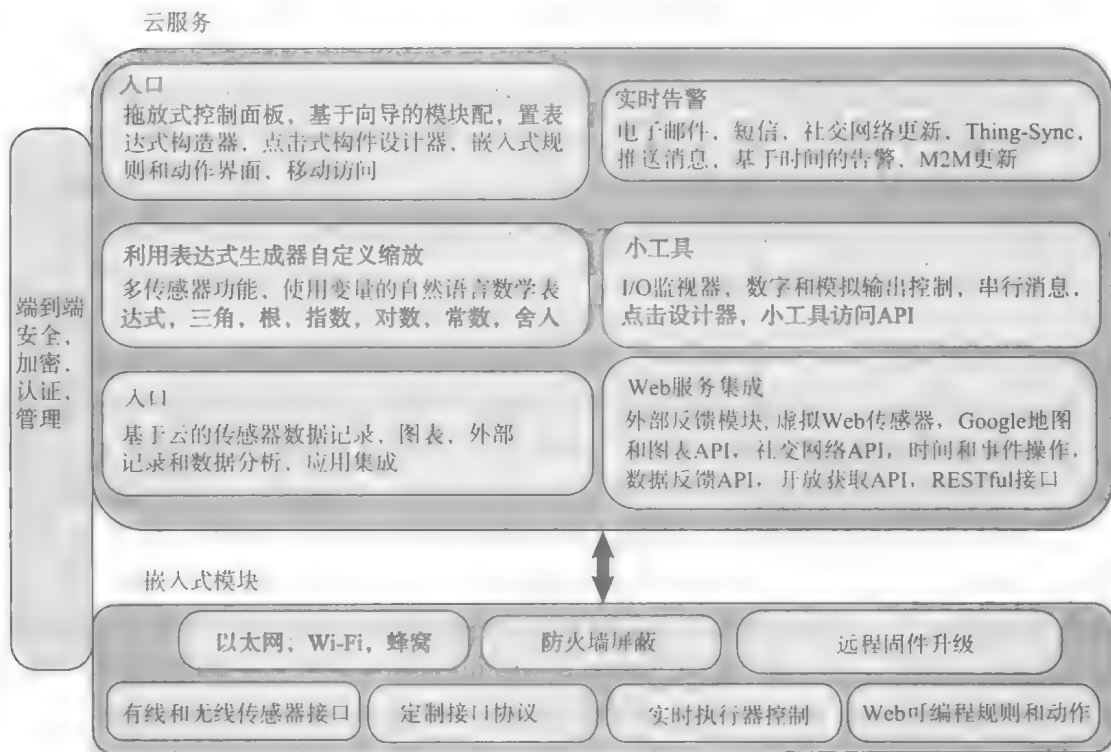 云服务
入口
拖放式控制面板，基于向导的模块配，置表
达式构造器，点击式构件设计器，嵌入式规
则和动作界面，移动访问
实时告警
电子邮件，短信，社交网络更新，Thing-Sync，
推送消息，基于时间的告警，M2M更新
利用表达式生成器自定义缩放
多传感器功能，使用变量的自然语言数学表
达式，三角，根，指数，对数，常数，舍人
小工具
I/O监视器，数字和模拟输出控制，串行消息，
点击设计器，小工具访问API
端到端
安全，
加密，
认证，
管理
入口
基于云的传感器数据记录，图表，外部
记录和数据分析，应用集成
Web服务集成
外部反馈模块，虚拟Web传感器，Google地图
和图表API，社交网络API，时间和事件操作，
数据反馈API，开放获取API，RESTful接口
嵌入式模块
以太网；Wi-Fi，蜂窝
防火墙屏蔽
远程固件升级
有线和无线传感器接口
定制接口协议
实时执行器控制
Web可编程规则和动作